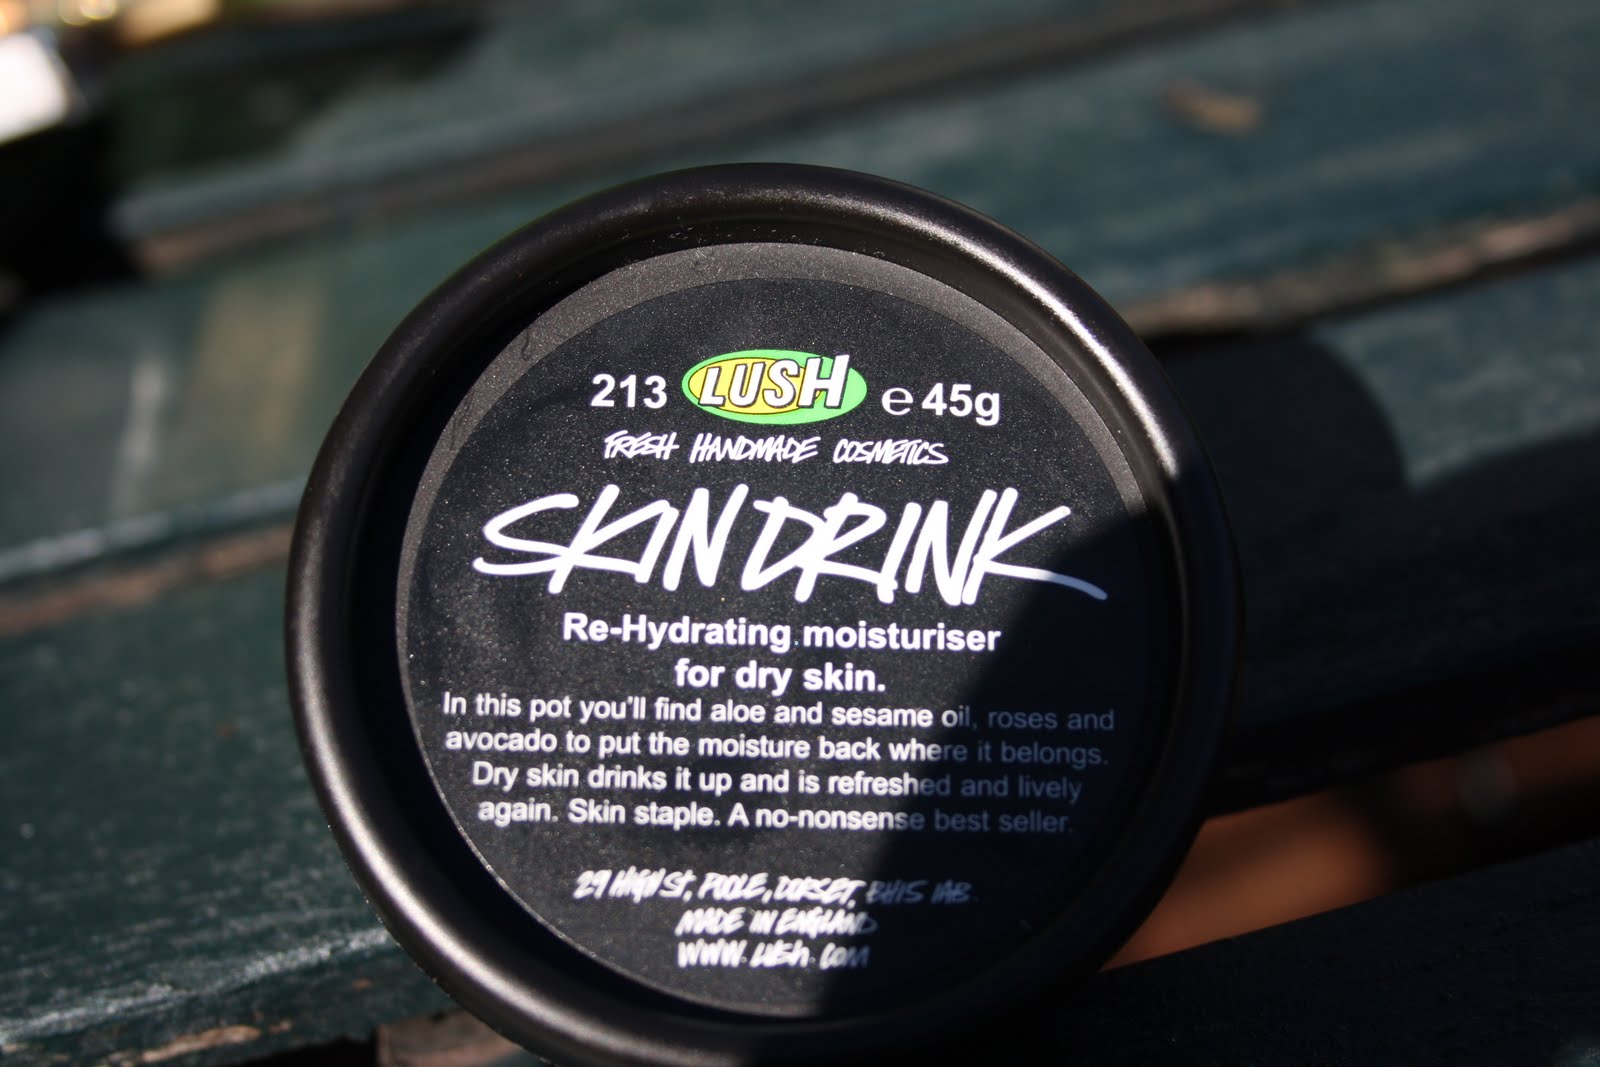 213 LUSH e 45g
FRESH HANDMADE COSMETICS
SKIN DRINK
Re-Hydrating moisturiser
for dry skin.
In this pot you'll find aloe and sesame oil, roses and
avocado to put the moisture back where it belongs.
Dry skin drinks it up and is refreshed and lively
again. Skin staple. A no-nonsense best seller.
29 HIGH St, POOLE, DORSET, BH15 1AB.
MADE IN ENGLAND
WWW.LUSh.COM